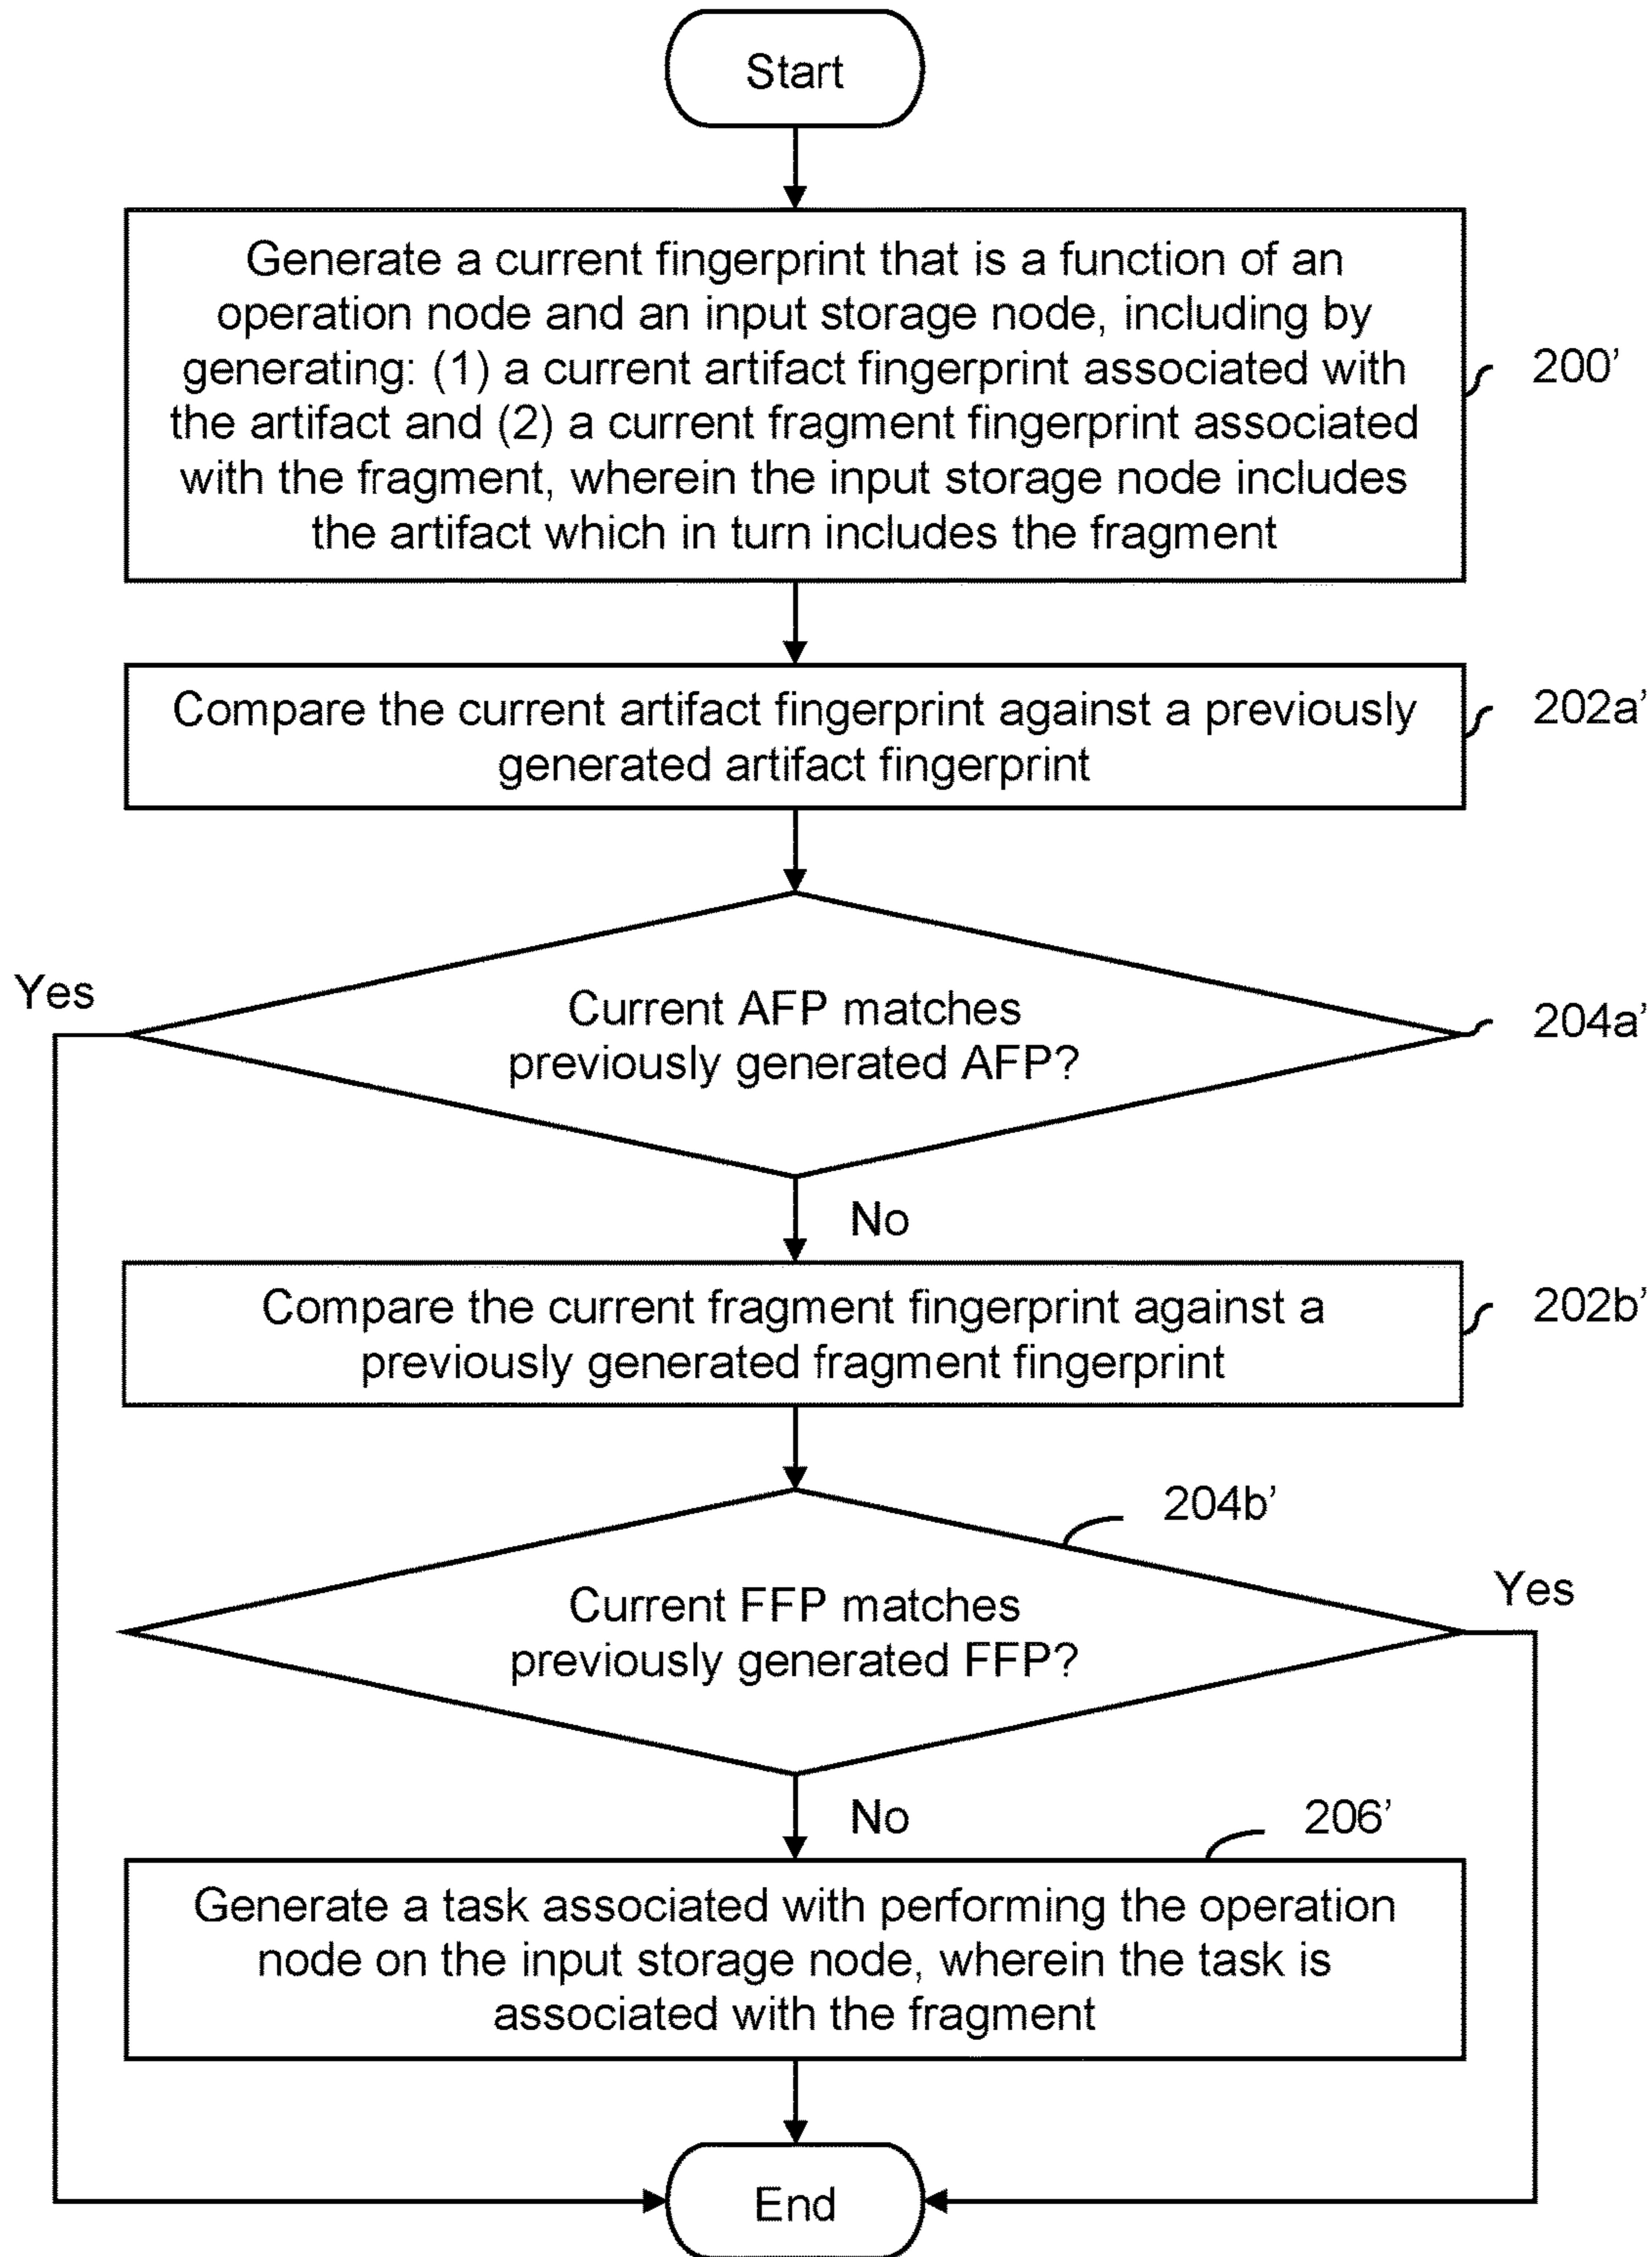 Start
Generate a current fingerprint that is a function of an
operation node and an input storage node, including by
generating: (1) a current artifact fingerprint associated with
the artifact and (2) a current fragment fingerprint associated
with the fragment, wherein the input storage node includes
the artifact which in turn includes the fragment
200’
Compare the current artifact fingerprint against a previously
generated artifact fingerprint
202a’
Yes
Current AFP matches
previously generated AFP?
204a’
No
Compare the current fragment fingerprint against a
previously generated fragment fingerprint
202b’
204b’
Current FFP matches
previously generated FFP?
Yes
No
206’
Generate a task associated with performing the operation
node on the input storage node, wherein the task is
associated with the fragment
End